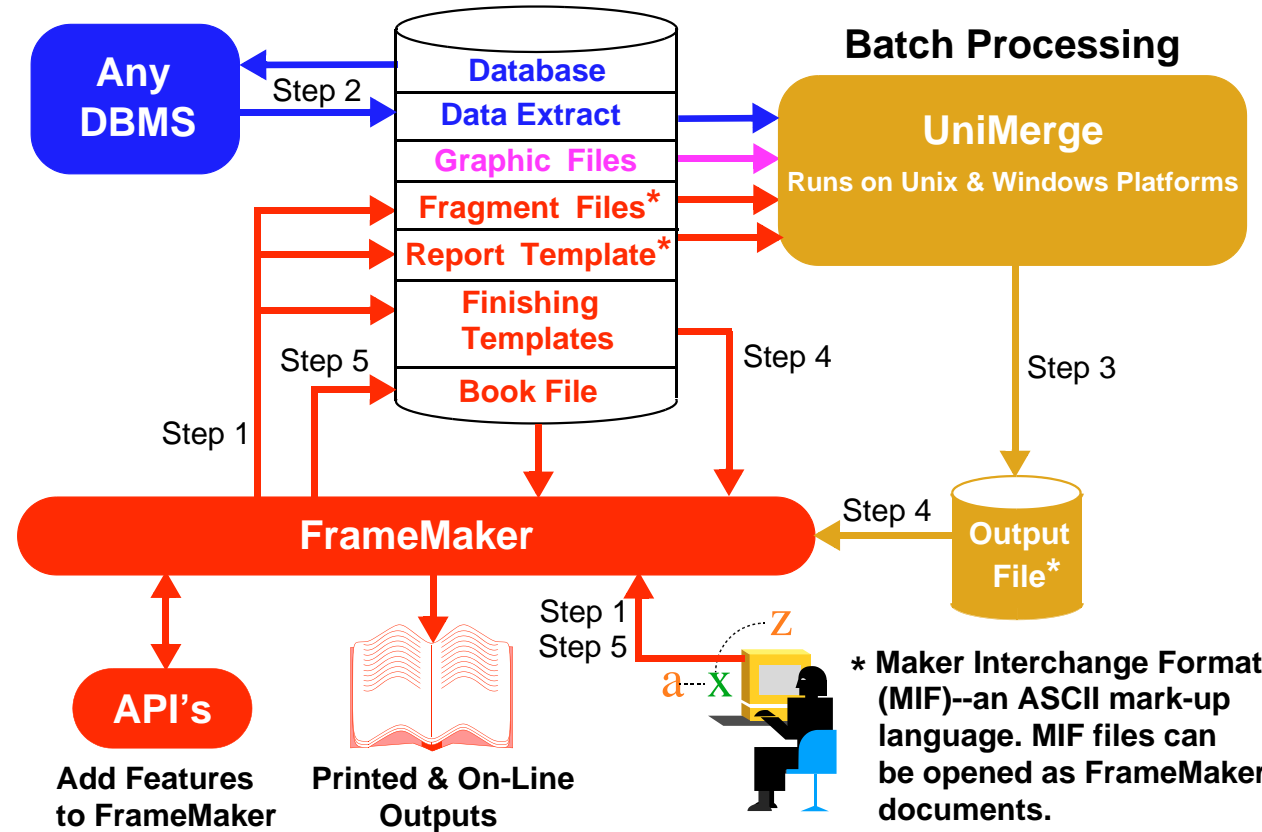 Batch Processing
Any
DBMS
Step 2
Database
Data Extract
Graphic Files
Fragment Files*
Report Template*
Finishing
Templates
Book File
UniMerge
Runs on Unix & Windows Platforms
Step 5
Step 4
Step 3
Step 1
FrameMaker
Step 4
Output
File*
Step 1
Step 5
z
a
x
API's
Add Features
to FrameMaker
Printed & On-Line
Outputs
* Maker Interchange Format
(MIF)--an ASCII mark-up
language. MIF files can
be opened as FrameMaker
documents.